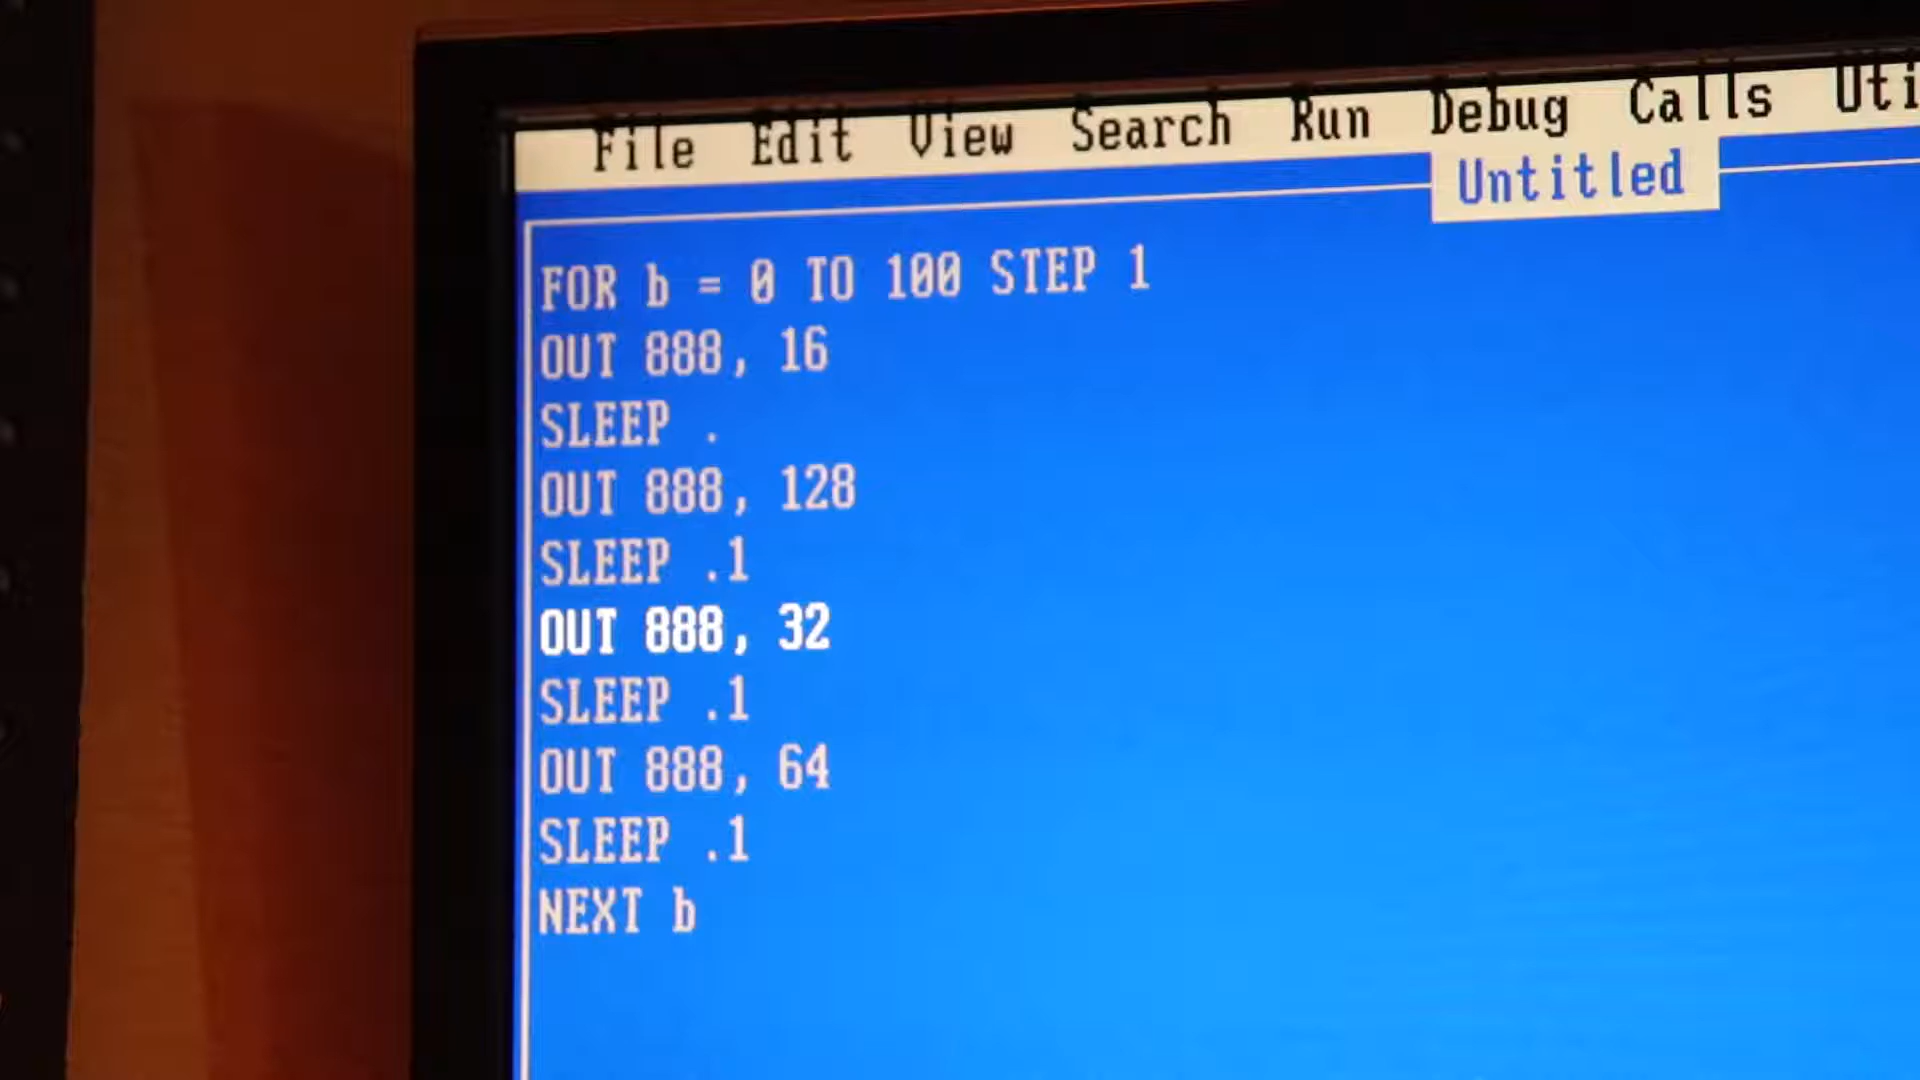 File Edit View Search Run Debug Calls
Untitled
FOR b = 0 TO 100 STEP 1
OUT 888, 16
SLEEP .
OUT 888, 128
SLEEP .1
OUT 888, 32
SLEEP .1
OUT 888, 64
SLEEP .1
NEXT b